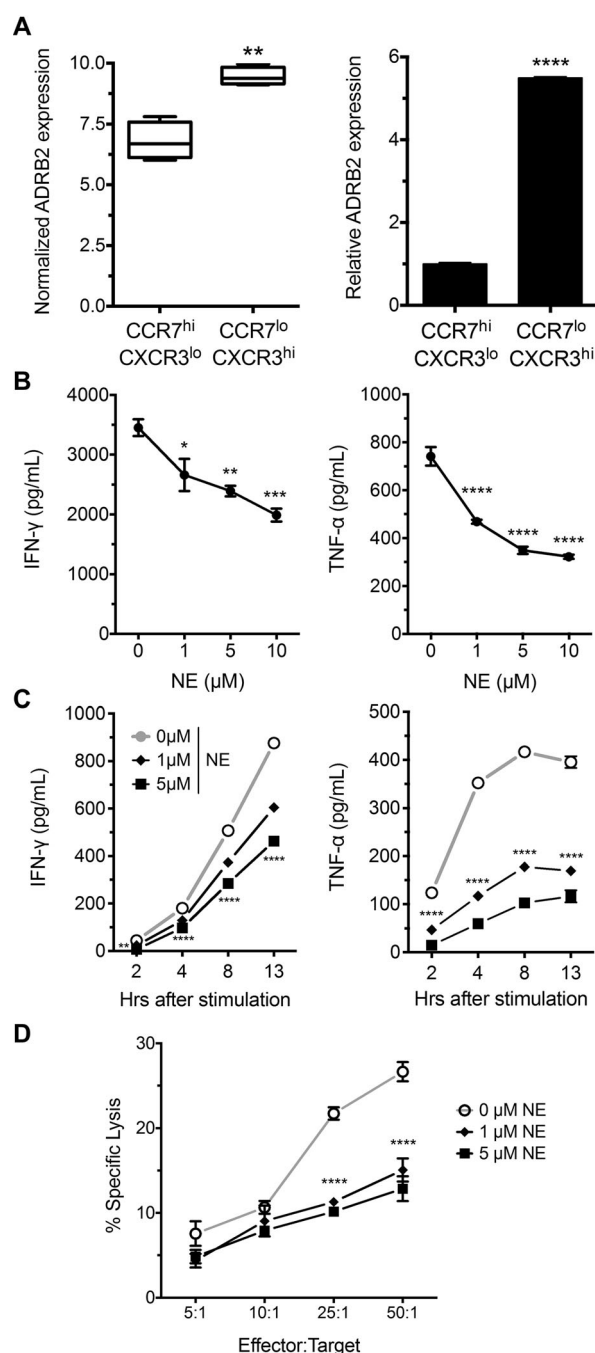 A
Normalized ADRB2 expression
10.0
7.5
5.0
2.5
0.0
**
CCR7hi
CXCR3lo
CCR7lo
CXCR3hi
Relative ADRB2 expression
6
4
2
0
****
CCR7hi
CXCR3lo
CCR7lo
CXCR3hi
B
IFN-γ (pg/mL)
4000
3000
2000
1000
0
*
**
***
0 1 5 10
NE (µM)
TNF-α (pg/mL)
1000
800
600
400
200
0
****
****
****
0 1 5 10
NE (µM)
C
IFN-γ (pg/mL)
1000
800
600
400
200
0
0µM
1µM
5µM
NE
**
****
****
****
2 4 8 13
Hrs after stimulation
TNF-α (pg/mL)
500
400
300
200
100
0
****
****
****
****
2 4 8 13
Hrs after stimulation
D
% Specific Lysis
30
20
10
0
****
****
5:1 10:1 25:1 50:1
Effector:Target
0 µM NE
1 µM NE
5 µM NE